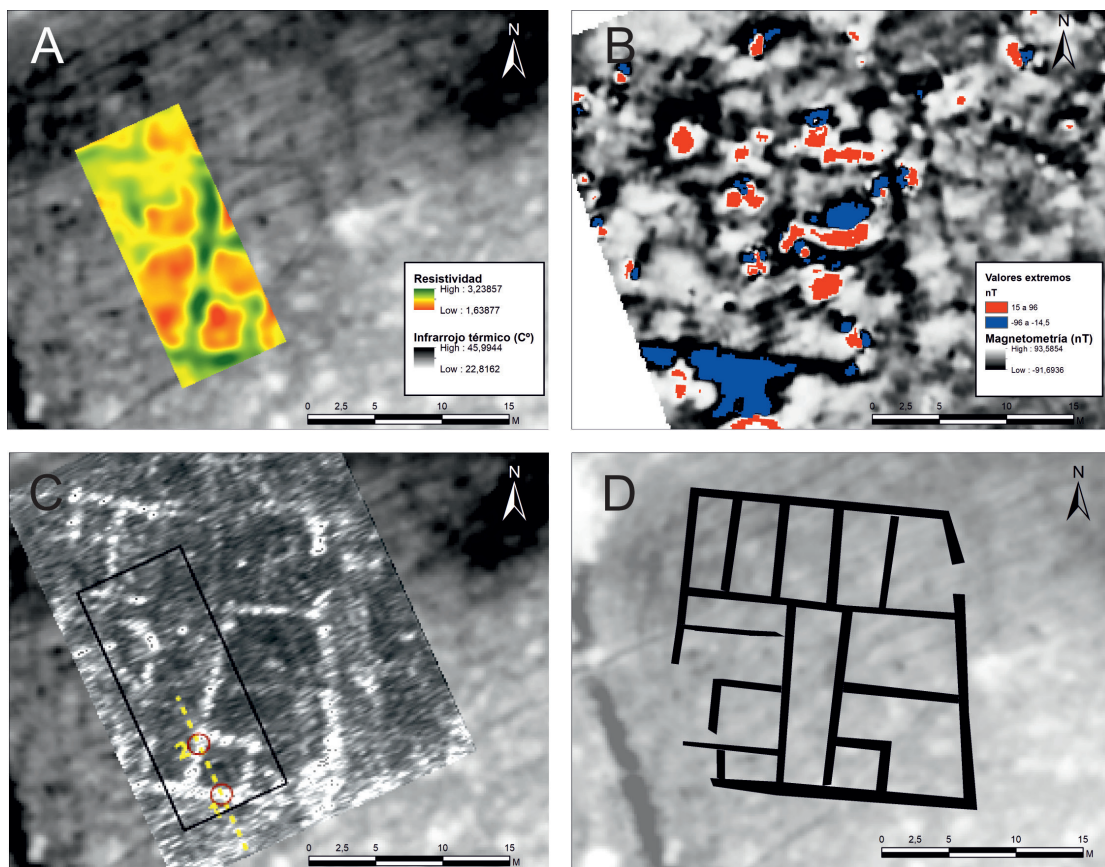 A
N
Resistividad
High : 3,23857
Low : 1,63877
Infrarrojo térmico (Cº)
High : 45,9944
Low : 22,8162
0 2,5 5 10 15
M
B
N
Valores extremos
nT
15 a 96
-96 a -14,5
Magnetometría (nT)
High : 93,5854
Low : -91,6936
0 2,5 5 10 15
M
C
N
2
1
0 2,5 5 10 15
M
D
N
0 2,5 5 10 15
M